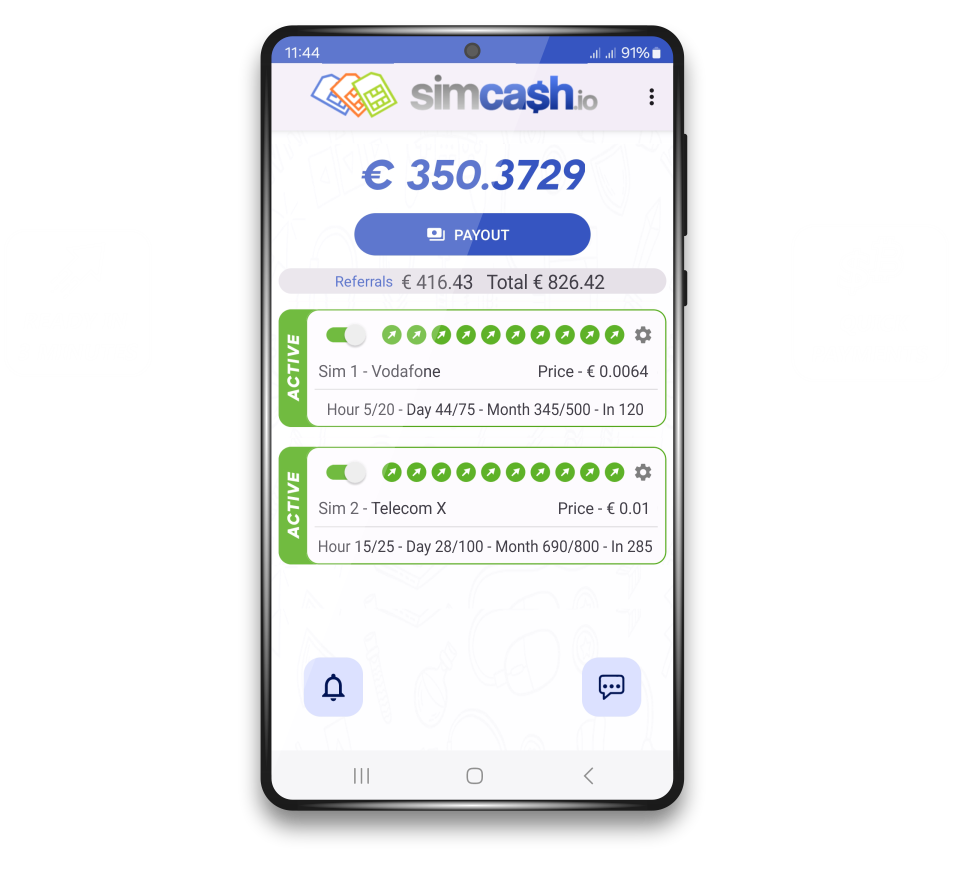 11:44 91%
simca$h.io
€ 350.3729
PAYOUT
Referrals € 416.43 Total € 826.42
ACTIVE
Sim 1 - Vodafone Price - € 0.0064
Hour 5/20 - Day 44/75 - Month 345/500 - In 120
ACTIVE
Sim 2 - Telecom X Price - € 0.01
Hour 15/25 - Day 28/100 - Month 690/800 - In 285